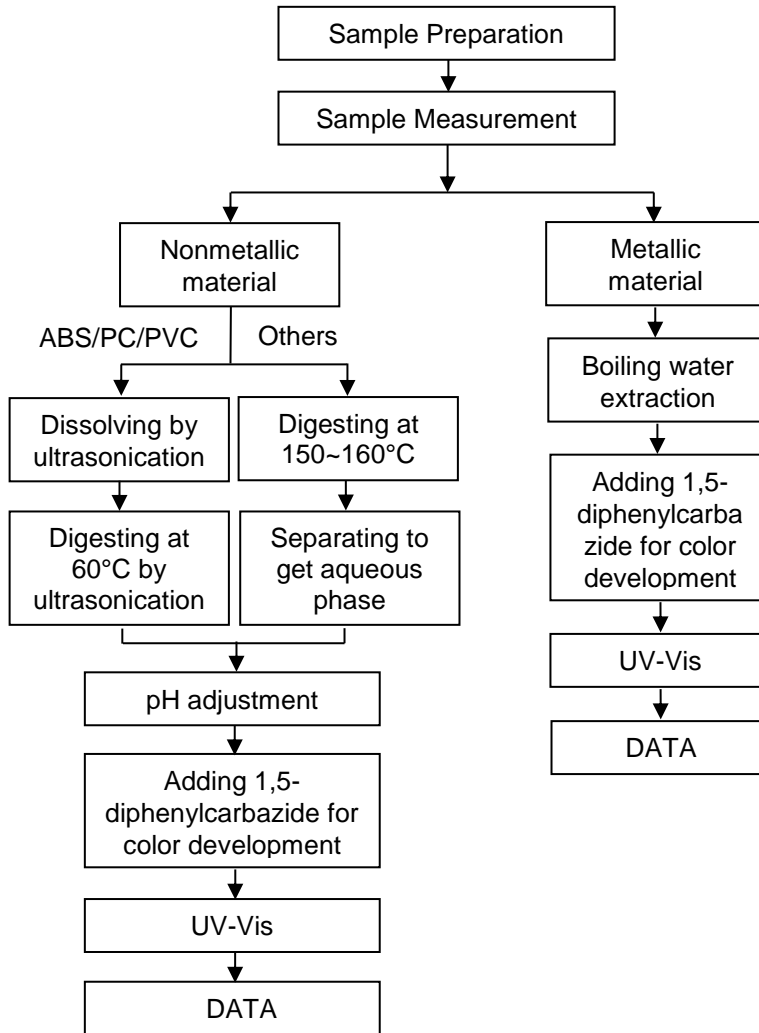 Sample Preparation
Sample Measurement
Nonmetallic
material
Metallic
material
ABS/PC/PVC
Others
Boiling water
extraction
Dissolving by
ultrasonication
Digesting at
150~160°C
Adding 1,5-
diphenylcarba
zide for color
development
Digesting at
60°C by
ultrasonication
Separating to
get aqueous
phase
UV-Vis
pH adjustment
DATA
Adding 1,5-
diphenylcarbazide for
color development
UV-Vis
DATA